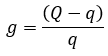 g = (Q − q) / q